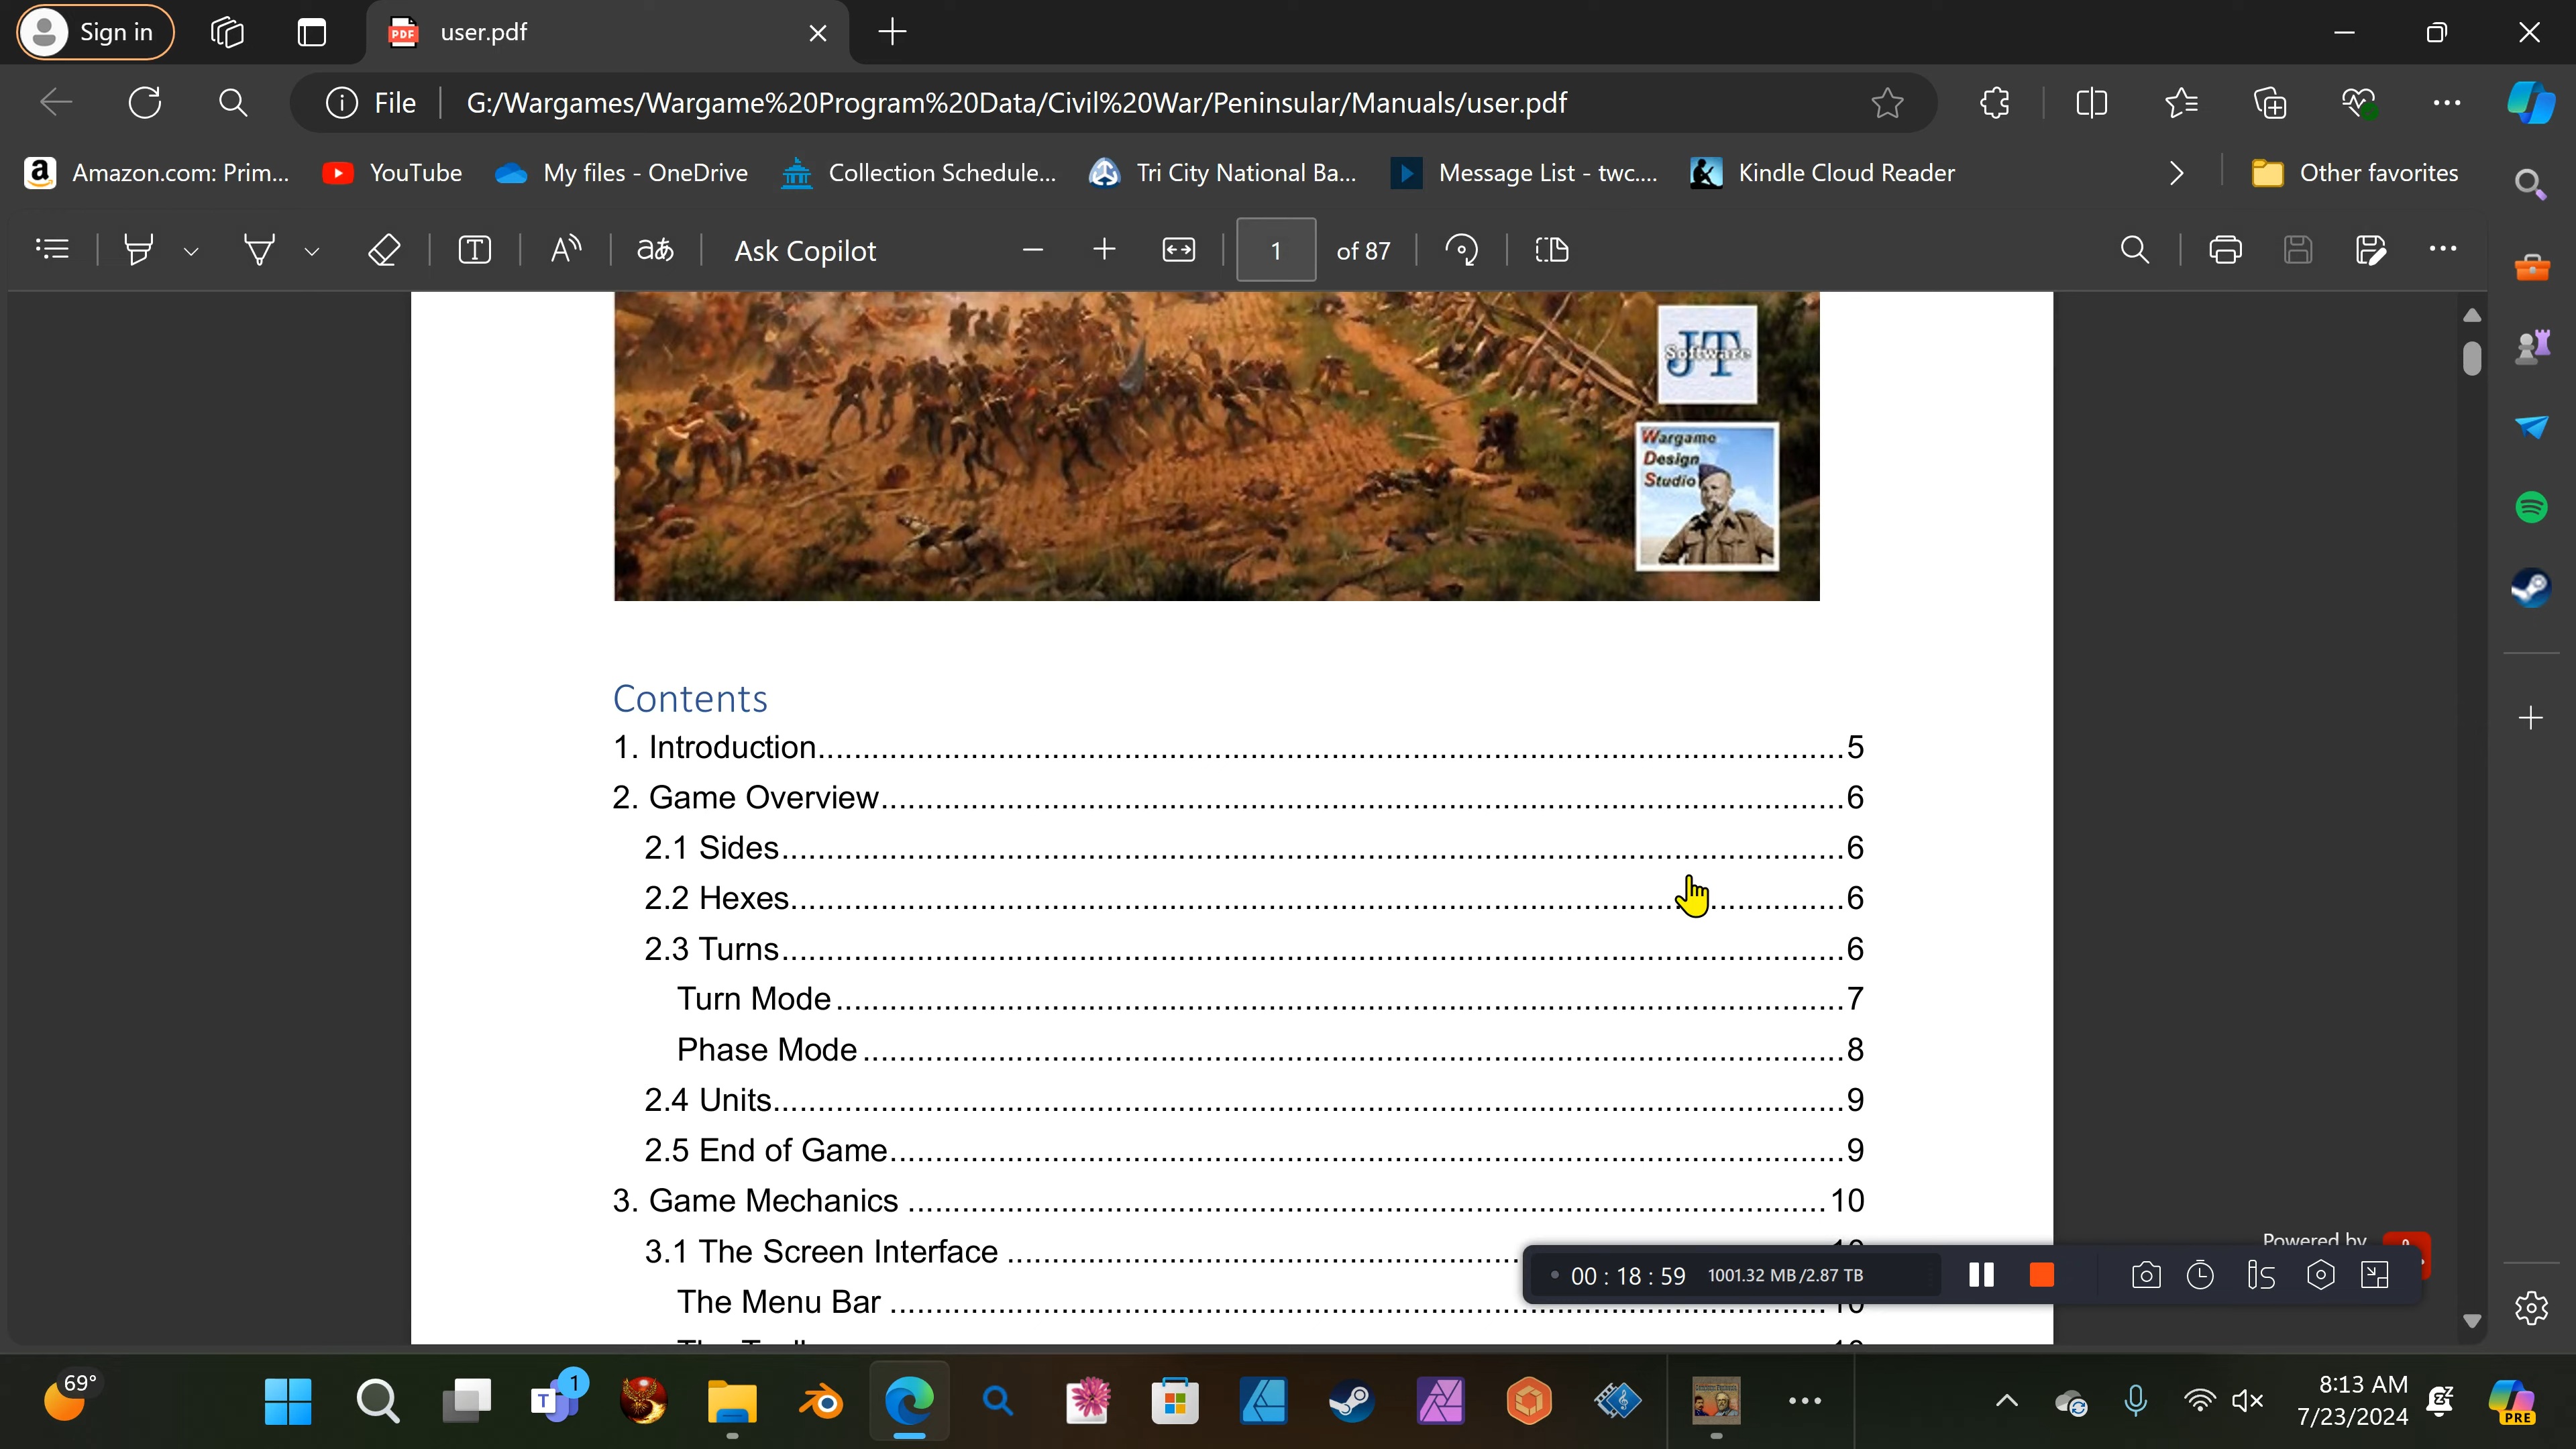 Sign in
user.pdf
File
G:/Wargames/Wargame%20Program%20Data/Civil%20War/Peninsular/Manuals/user.pdf
Amazon.com: Prim...
YouTube
My files - OneDrive
Collection Schedule...
Tri City National Ba...
Message List - twc....
Kindle Cloud Reader
Other favorites
Ask Copilot
1 of 87
JT
Software
Wargame
Design
Studio
Contents
1. Introduction 5
2. Game Overview 6
2.1 Sides 6
2.2 Hexes 6
2.3 Turns 6
Turn Mode 7
Phase Mode 8
2.4 Units 9
2.5 End of Game 9
3. Game Mechanics 10
3.1 The Screen Interface
The Menu Bar 10
Powered by
00 : 18 : 59 1001.32 MB/2.87 TB
69°
1
8:13 AM
7/23/2024
PRE